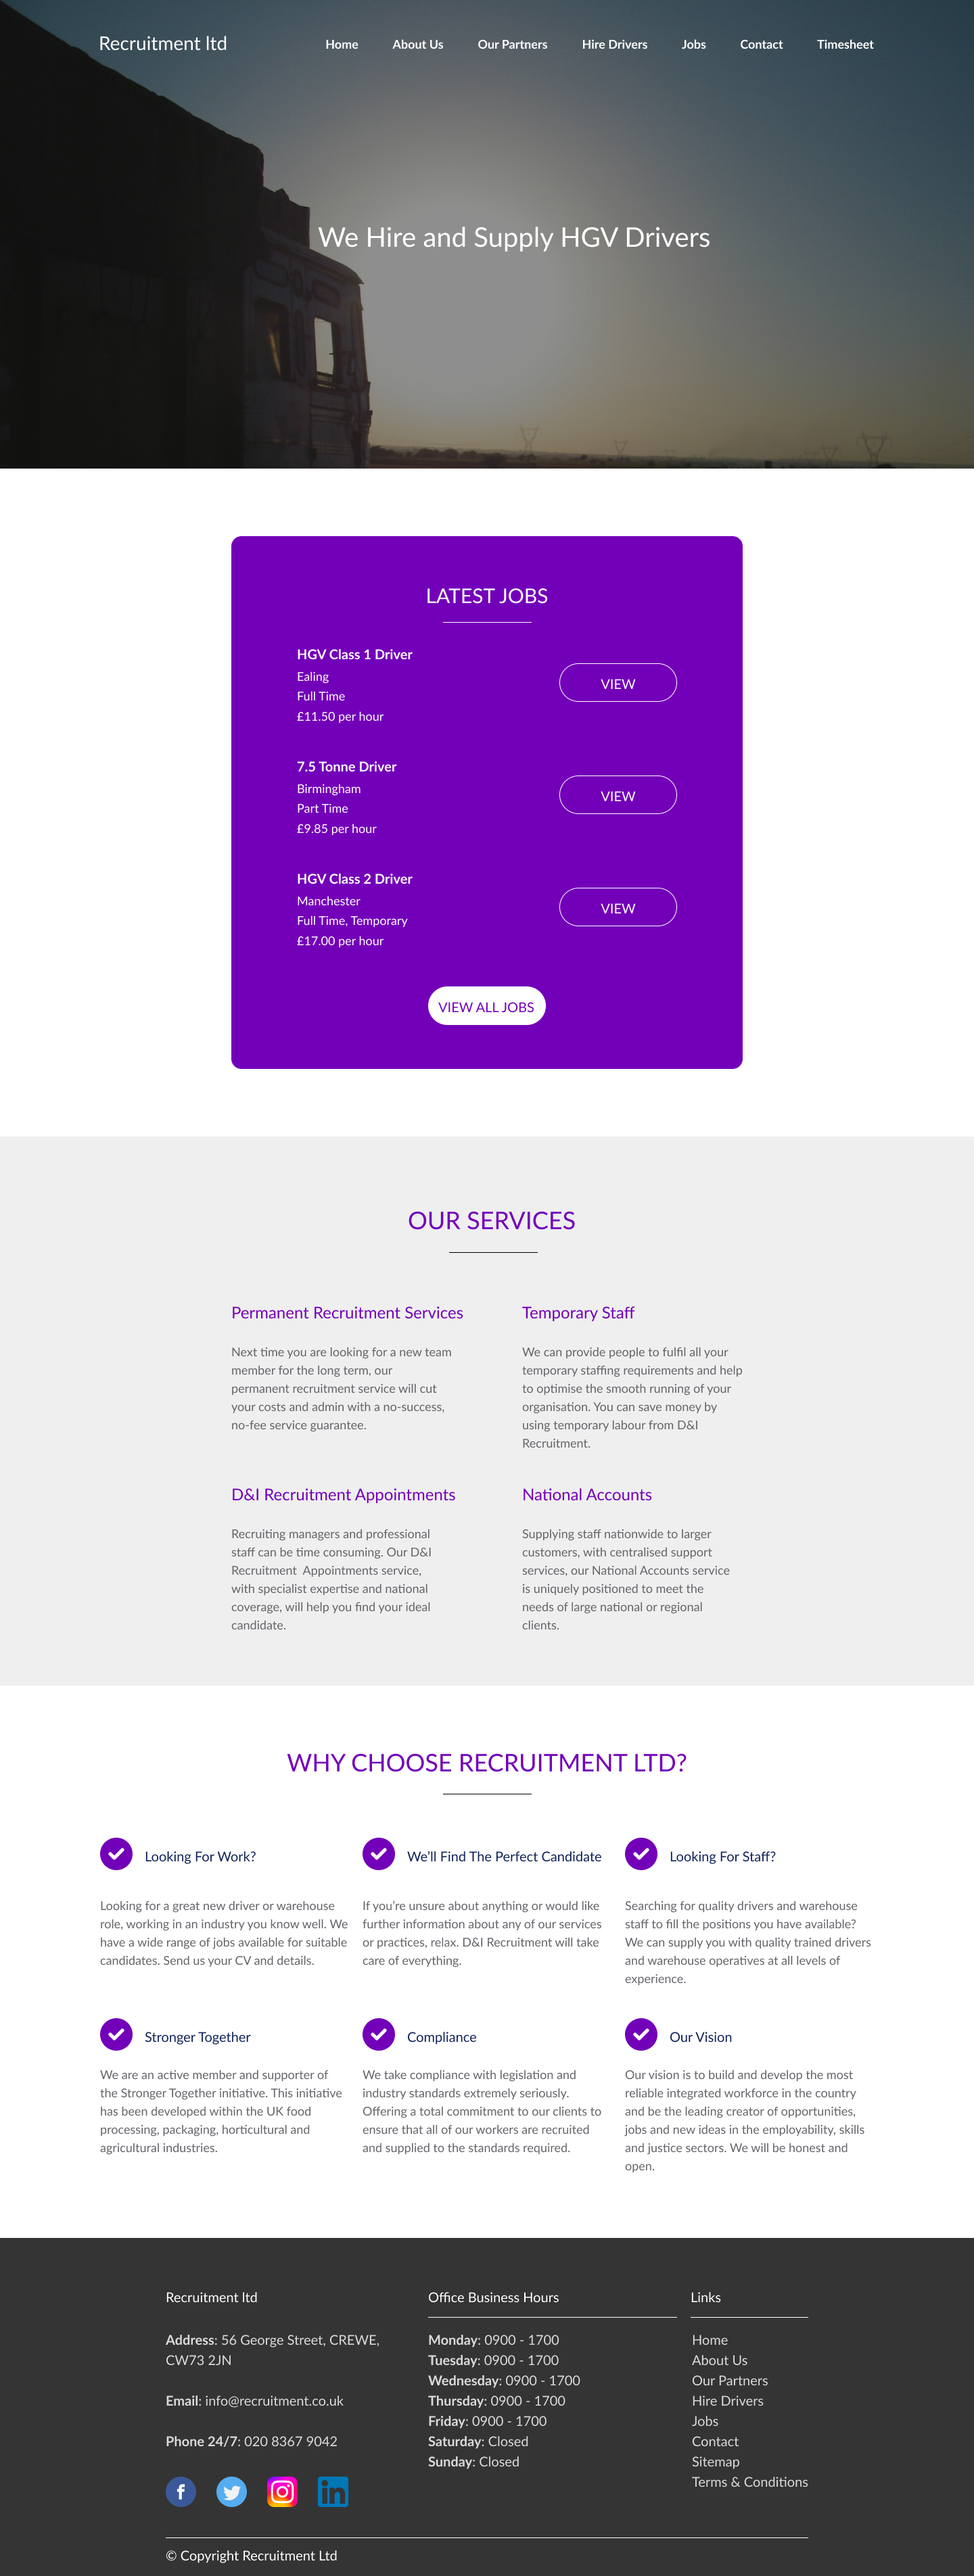 Recruitment ltd
Home About Us Our Partners Hire Drivers Jobs Contact Timesheet
We Hire and Supply HGV Drivers
LATEST JOBS
HGV Class 1 Driver
Ealing
Full Time
£11.50 per hour
VIEW
7.5 Tonne Driver
Birmingham
Part Time
£9.85 per hour
VIEW
HGV Class 2 Driver
Manchester
Full Time, Temporary
£17.00 per hour
VIEW
VIEW ALL JOBS
OUR SERVICES
Permanent Recruitment Services
Next time you are looking for a new team
member for the long term, our
permanent recruitment service will cut
your costs and admin with a no-success,
no-fee service guarantee.
Temporary Staff
We can provide people to fulfil all your
temporary staffing requirements and help
to optimise the smooth running of your
organisation. You can save money by
using temporary labour from D&I
Recruitment.
D&I Recruitment Appointments
Recruiting managers and professional
staff can be time consuming. Our D&I
Recruitment  Appointments service,
with specialist expertise and national
coverage, will help you find your ideal
candidate.
National Accounts
Supplying staff nationwide to larger
customers, with centralised support
services, our National Accounts service
is uniquely positioned to meet the
needs of large national or regional
clients.
WHY CHOOSE RECRUITMENT LTD?
Looking For Work?
Looking for a great new driver or warehouse
role, working in an industry you know well. We
have a wide range of jobs available for suitable
candidates. Send us your CV and details.
We'll Find The Perfect Candidate
If you're unsure about anything or would like
further information about any of our services
or practices, relax. D&I Recruitment will take
care of everything.
Looking For Staff?
Searching for quality drivers and warehouse
staff to fill the positions you have available?
We can supply you with quality trained drivers
and warehouse operatives at all levels of
experience.
Stronger Together
We are an active member and supporter of
the Stronger Together initiative. This initiative
has been developed within the UK food
processing, packaging, horticultural and
agricultural industries.
Compliance
We take compliance with legislation and
industry standards extremely seriously.
Offering a total commitment to our clients to
ensure that all of our workers are recruited
and supplied to the standards required.
Our Vision
Our vision is to build and develop the most
reliable integrated workforce in the country
and be the leading creator of opportunities,
jobs and new ideas in the employability, skills
and justice sectors. We will be honest and
open.
Recruitment ltd
Address: 56 George Street, CREWE,
CW73 2JN
Email: info@recruitment.co.uk
Phone 24/7: 020 8367 9042
Office Business Hours
Monday: 0900 - 1700
Tuesday: 0900 - 1700
Wednesday: 0900 - 1700
Thursday: 0900 - 1700
Friday: 0900 - 1700
Saturday: Closed
Sunday: Closed
Links
Home
About Us
Our Partners
Hire Drivers
Jobs
Contact
Sitemap
Terms & Conditions
© Copyright Recruitment Ltd